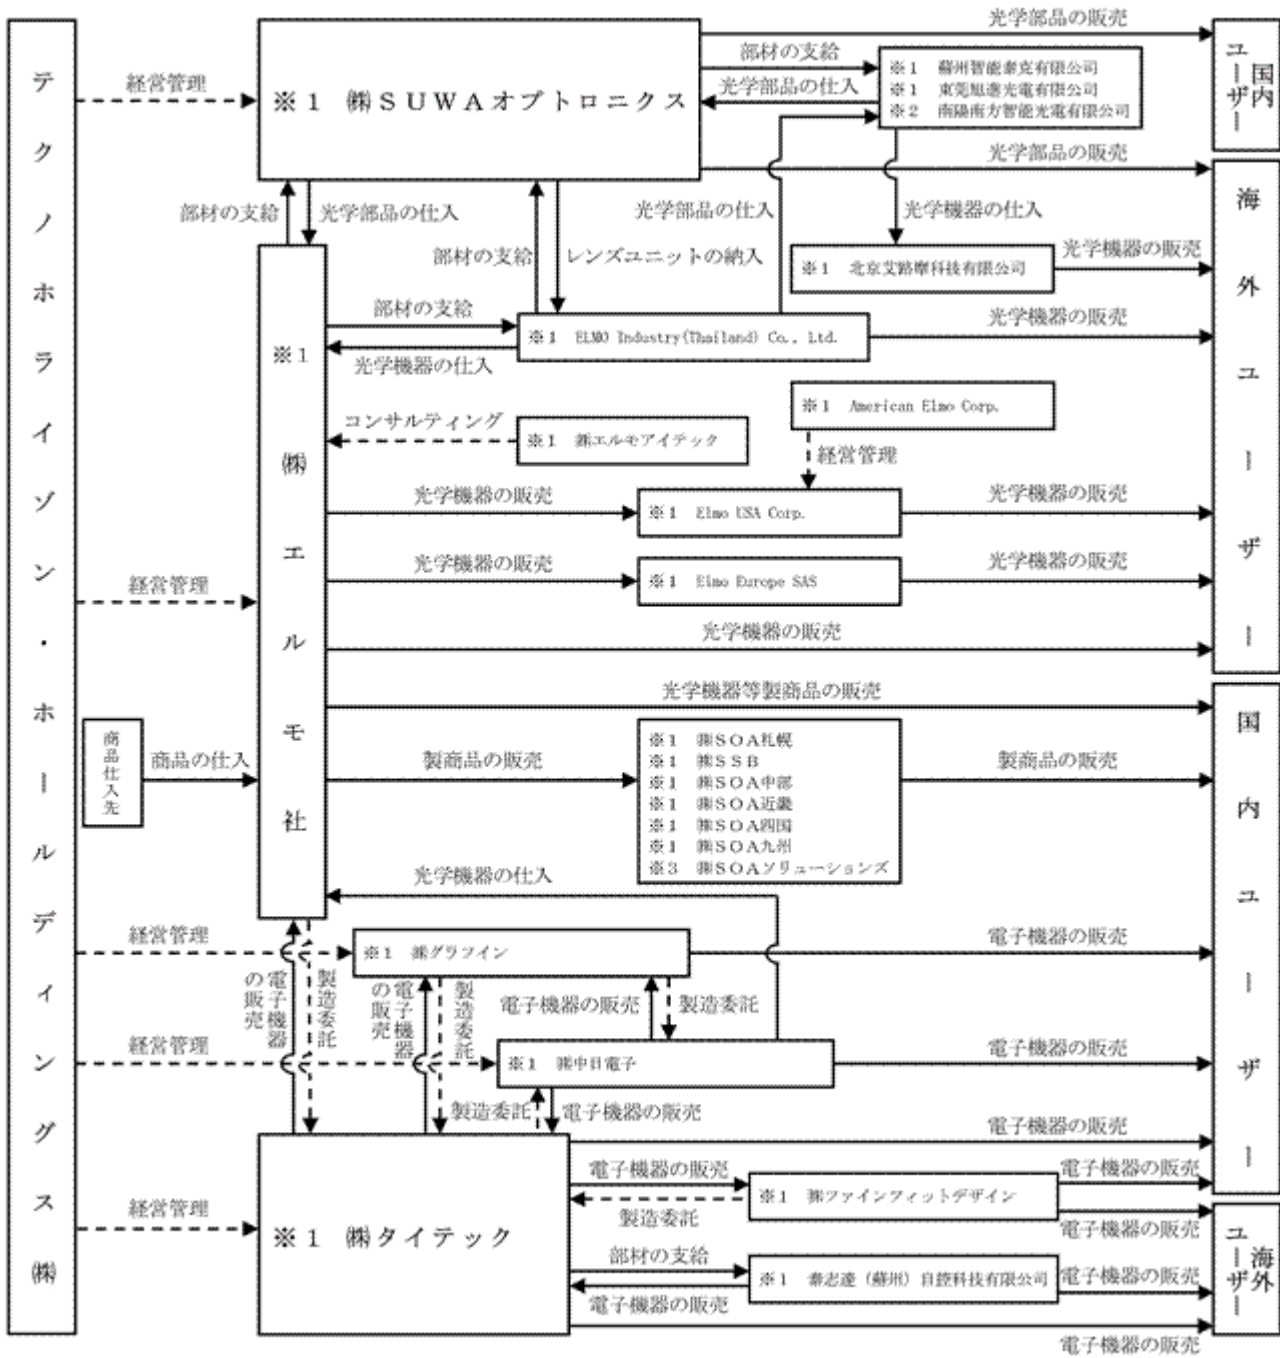 テクノホライゾン・ホールディングス㈱
経営管理
※1 ㈱SUWAオプトロニクス
光学部品の販売
部材の支給
光学部品の仕入
※1 蘇州智能泰克有限公司
※1 東莞旭進光電有限公司
※2 南陽南方智能光電有限公司
国内ユーザー
光学部品の販売
部材の支給
光学部品の仕入
部材の支給
レンズユニットの納入
光学部品の仕入
光学機器の仕入
※1 北京艾路摩科技有限公司
光学機器の販売
海外ユーザー
※1 ㈱エルモ社
部材の支給
光学機器の仕入
※1 ELMO Industry(Thailand) Co., Ltd.
光学機器の販売
コンサルティング
※1 ㈱エルモアイテック
※1 American Elmo Corp.
経営管理
光学機器の販売
※1 Elmo USA Corp.
光学機器の販売
経営管理
光学機器の販売
※1 Elmo Europe SAS
光学機器の販売
光学機器の販売
光学機器等製商品の販売
国内ユーザー
商品仕入先
商品の仕入
製商品の販売
※1 ㈱SOA札幌
※1 ㈱SSB
※1 ㈱SOA中部
※1 ㈱SOA近畿
※1 ㈱SOA四国
※1 ㈱SOA九州
※3 ㈱SOAソリューションズ
製商品の販売
光学機器の仕入
経営管理
※1 ㈱グラフイン
電子機器の販売
電子機器の販売
製造委託
電子機器の販売
製造委託
電子機器の販売
製造委託
経営管理
※1 ㈱中日電子
電子機器の販売
製造委託
電子機器の販売
経営管理
※1 ㈱タイテック
電子機器の販売
電子機器の販売
製造委託
※1 ㈱ファインフィットデザイン
電子機器の販売
電子機器の販売
部材の支給
電子機器の販売
※1 泰志達（蘇州）自控科技有限公司
電子機器の販売
電子機器の販売
海外ユーザー